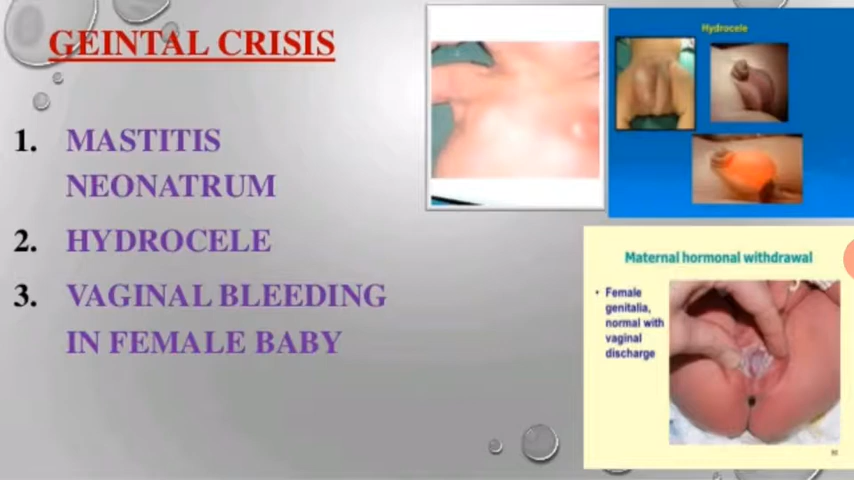 GEINTAL CRISIS
1. MASTITIS
NEONATRUM
2. HYDROCELE
3. VAGINAL BLEEDING
IN FEMALE BABY
Hydrocele
Maternal hormonal withdrawal
• Female
genitalia,
normal with
vaginal
discharge